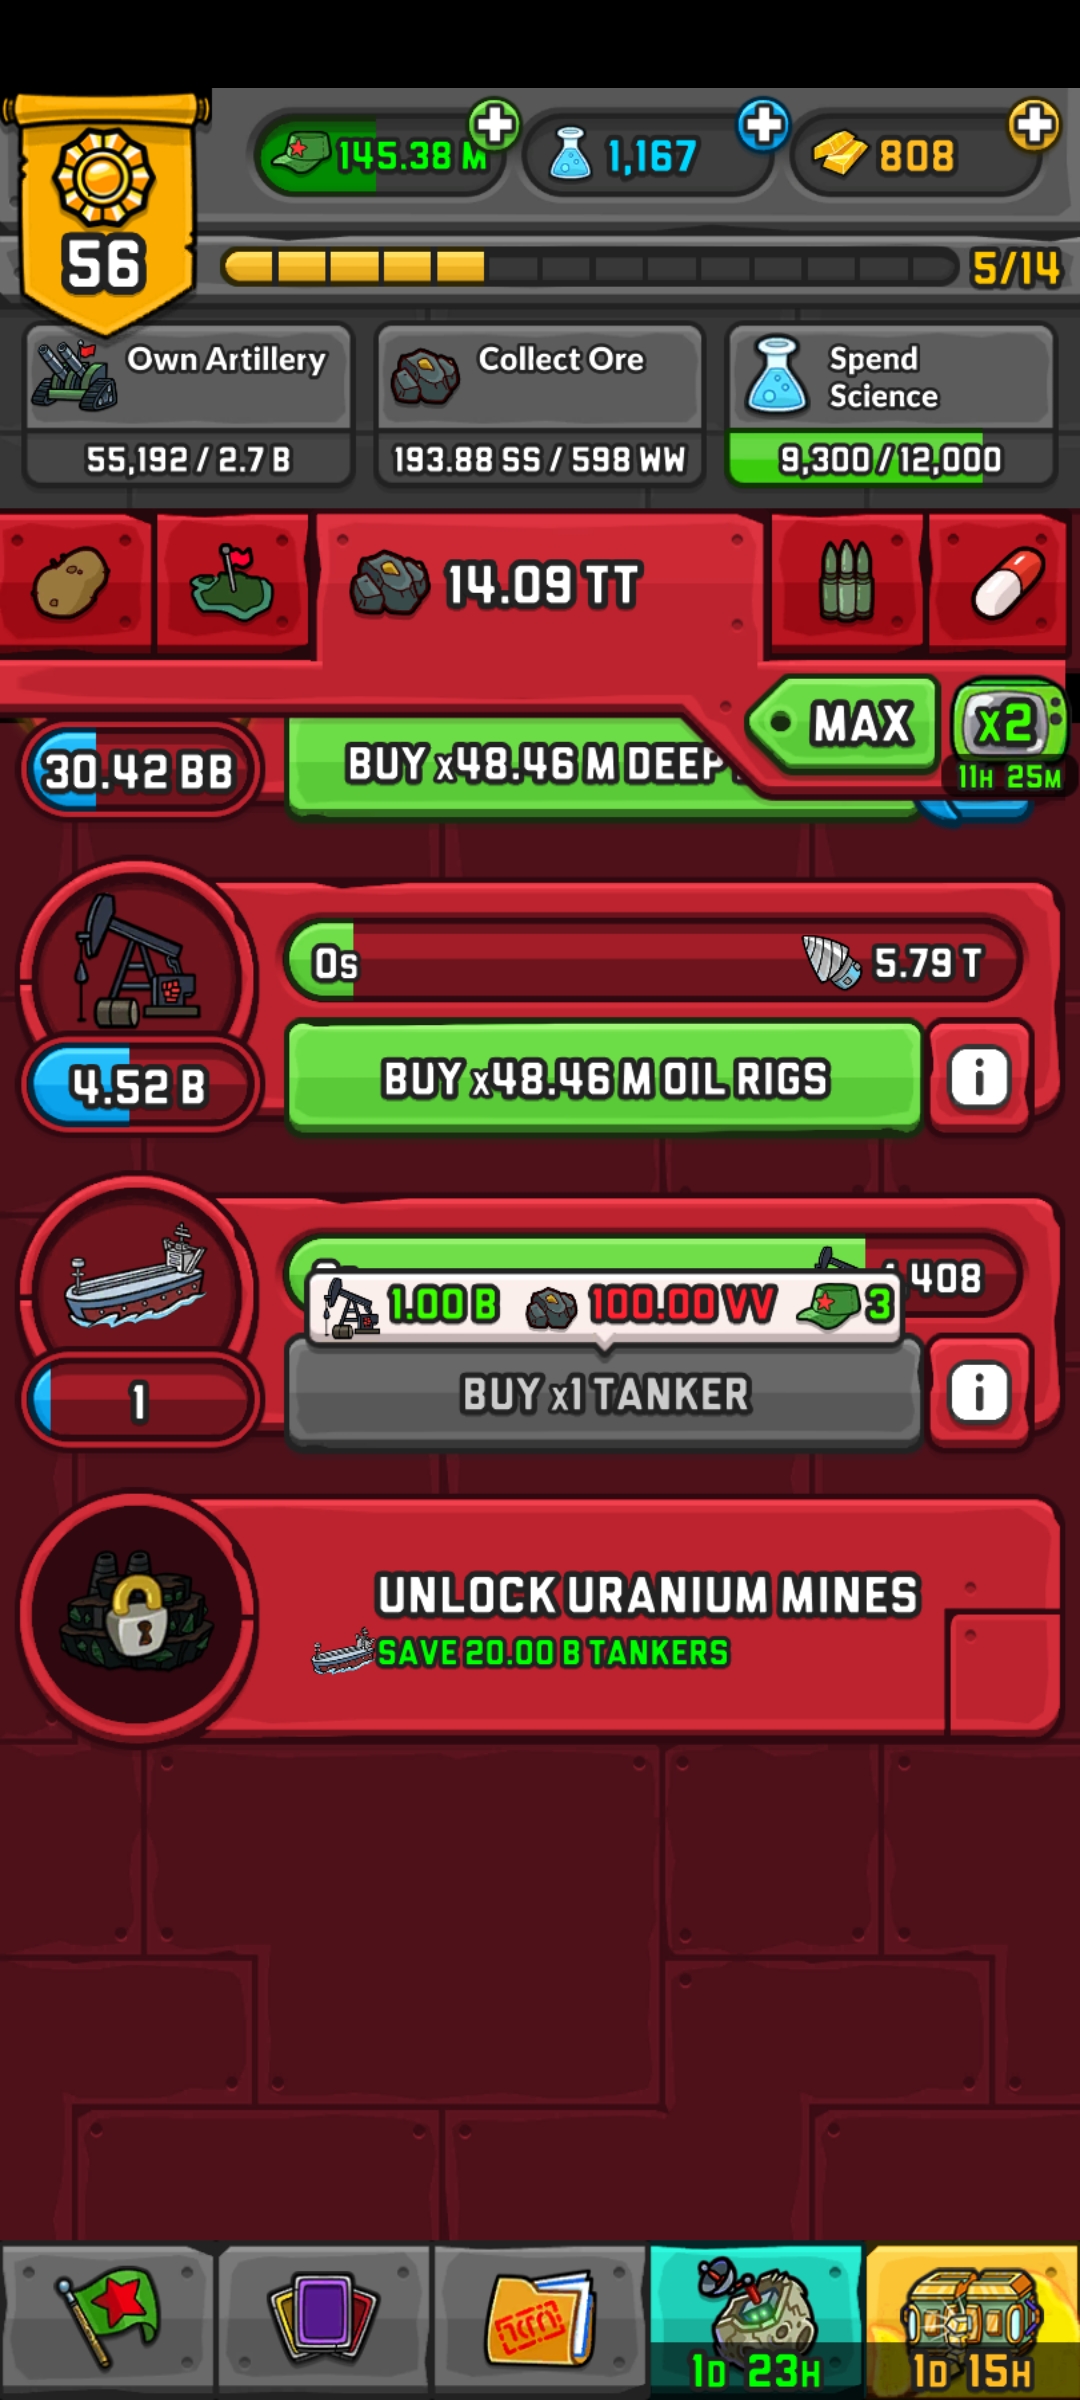 145.38 M
1,167
808
56
5/14
Own Artillery
55,192 / 2.7 B
Collect Ore
193.88 SS / 598 WW
Spend
Science
9,300 / 12,000
14.09 TT
MAX
x2
11H 25M
30.42 BB
BUY x48.46 M DEEP
0s
5.79 T
4.52 B
BUY x48.46 M OIL RIGS
408
1.00 B
100.00 VV
3
1
BUY x1 TANKER
UNLOCK URANIUM MINES
SAVE 20.00 B TANKERS
1D 23H
1D 15H